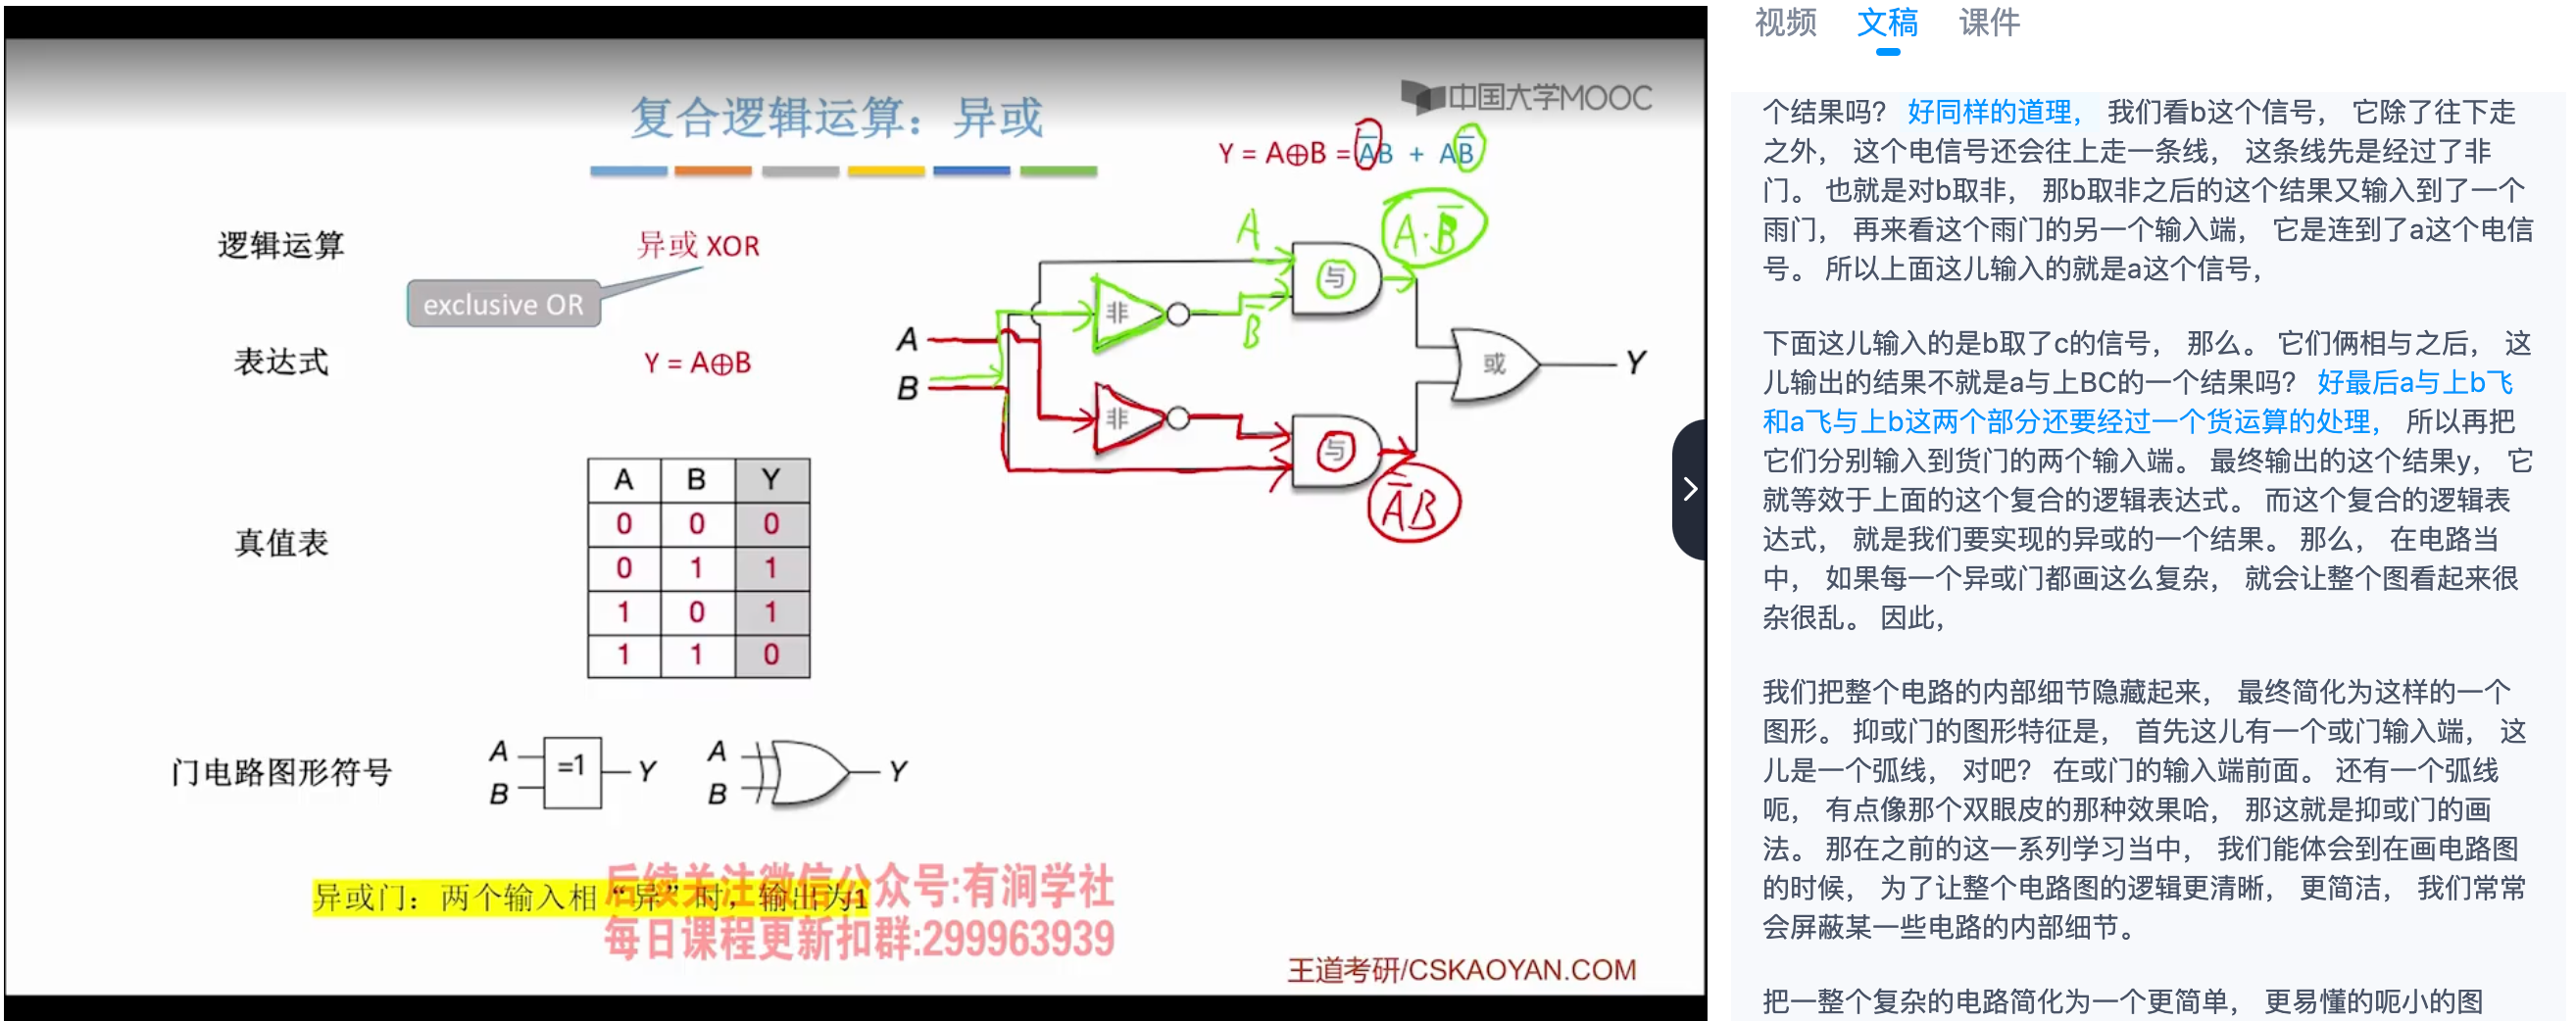 视频 文稿 课件
中国大学MOOC
复合逻辑运算：异或
Y = A⊕B = A̅B + AB̅
逻辑运算
异或 XOR
exclusive OR
表达式
Y = A⊕B
A
B
A
B̅
非
与
A·B̅
非
与
A̅B
或
Y
真值表
A B Y
0 0 0
0 1 1
1 0 1
1 1 0
门电路图形符号
A
B
=1
Y
A
B
Y
异或门：两个输入相“异”时，输出为1
后续关注微信公众号:有涧学社
每日课程更新扣群:299963939
王道考研/CSKAOYAN.COM
个结果吗？ 好同样的道理， 我们看b这个信号， 它除了往下走
之外， 这个电信号还会往上走一条线， 这条线先是经过了非
门。 也就是对b取非， 那b取非之后的这个结果又输入到了一个
雨门， 再来看这个雨门的另一个输入端， 它是连到了a这个电信
号。 所以上面这儿输入的就是a这个信号，
下面这儿输入的是b取了c的信号， 那么。 它们俩相与之后， 这
儿输出的结果不就是a与上BC的一个结果吗？ 好最后a与上b飞
和a飞与上b这两个部分还要经过一个货运算的处理， 所以再把
它们分别输入到货门的两个输入端。 最终输出的这个结果y， 它
就等效于上面的这个复合的逻辑表达式。 而这个复合的逻辑表
达式， 就是我们要实现的异或的一个结果。 那么， 在电路当
中， 如果每一个异或门都画这么复杂， 就会让整个图看起来很
杂很乱。 因此，
我们把整个电路的内部细节隐藏起来， 最终简化为这样的一个
图形。 抑或门的图形特征是， 首先这儿有一个或门输入端， 这
儿是一个弧线， 对吧？ 在或门的输入端前面。 还有一个弧线
呃， 有点像那个双眼皮的那种效果哈， 那这就是抑或门的画
法。 那在之前的这一系列学习当中， 我们能体会到在画电路图
的时候， 为了让整个电路图的逻辑更清晰， 更简洁， 我们常常
会屏蔽某一些电路的内部细节。
把一整个复杂的电路简化为一个更简单， 更易懂的呃小的图